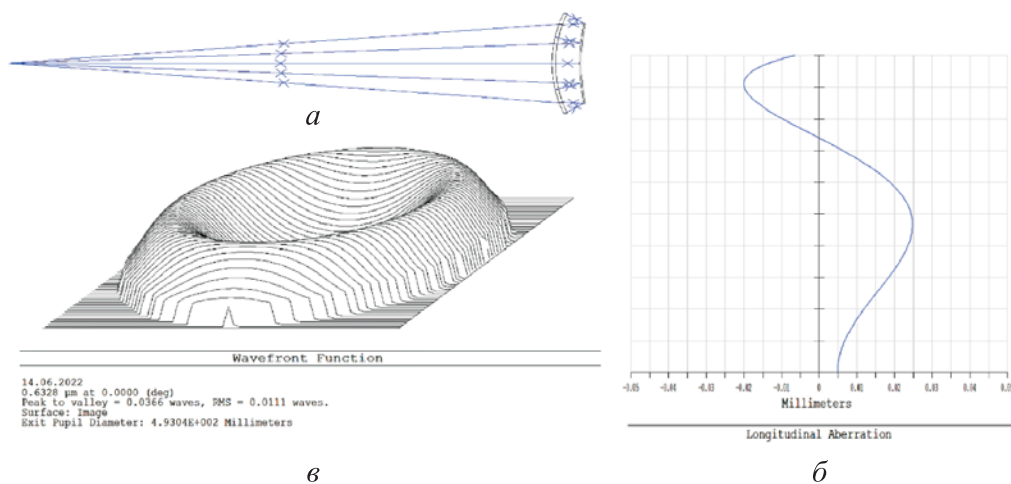 а
Wavefront Function
14.06.2022
0.6328 µm at 0.0000 (deg)
Peak to valley = 0.0366 waves, RMS = 0.0111 waves.
Surface: Image
Exit Pupil Diameter: 4.9304E+002 Millimeters
в
-0.05 -0.04 -0.03 -0.02 -0.01 0 0.01 0.02 0.03 0.04 0.05
Millimeters
Longitudinal Aberration
б